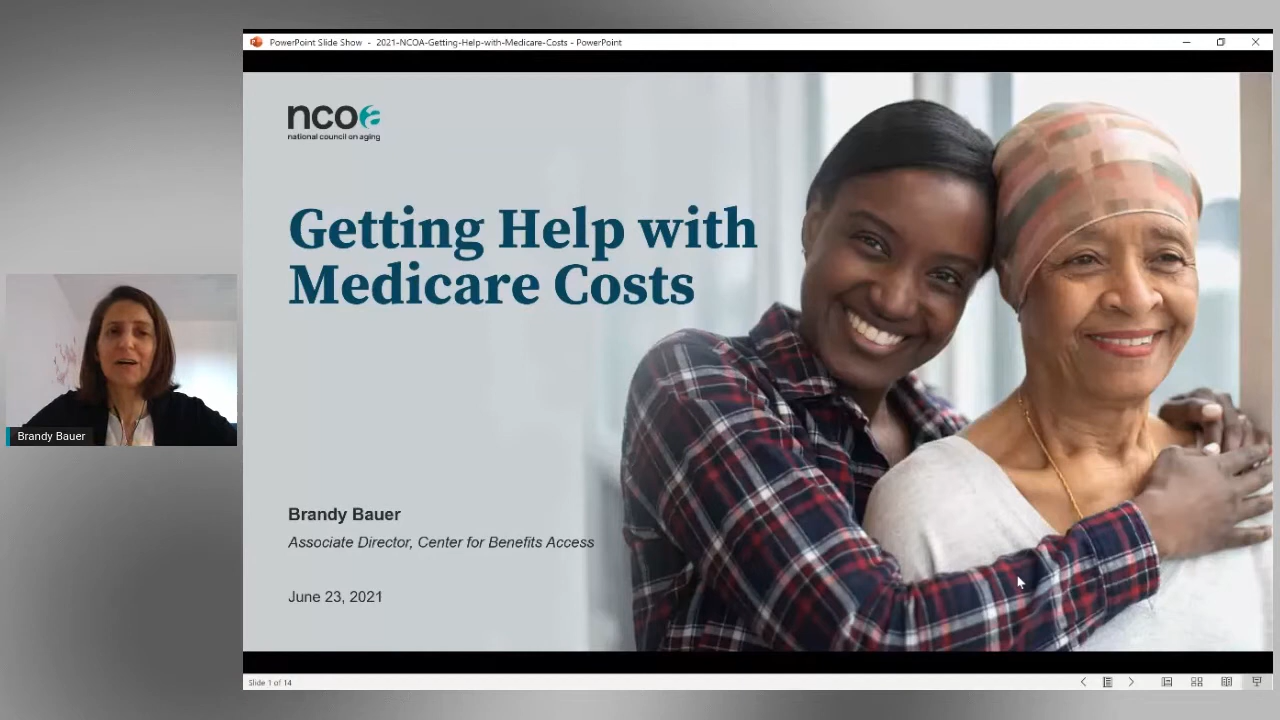 PowerPoint Slide Show - 2021-NCOA-Getting-Help-with-Medicare-Costs - PowerPoint
ncoa
national council on aging
Getting Help with
Medicare Costs
Brandy Bauer
Brandy Bauer
Associate Director, Center for Benefits Access
June 23, 2021
Slide 1 of 14